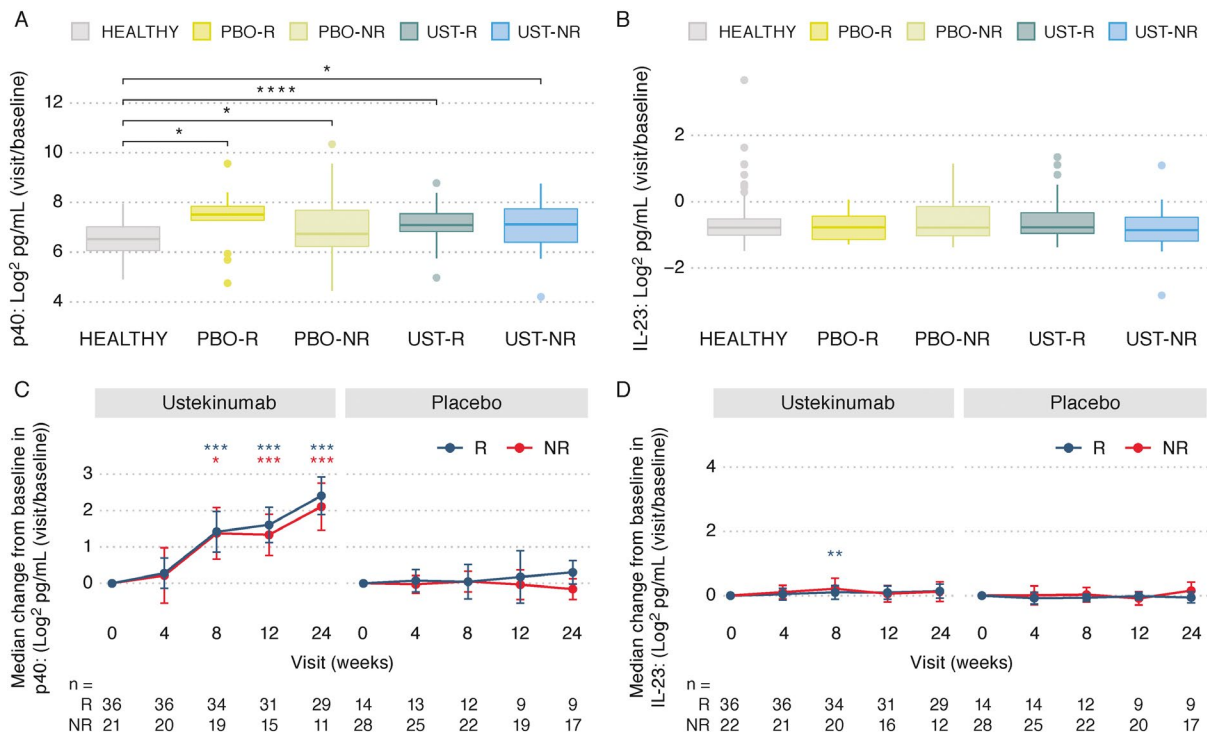 A
HEALTHY PBO-R PBO-NR UST-R UST-NR
p40: Log² pg/mL (visit/baseline)
12
10
8
6
4
*
****
*
*
HEALTHY PBO-R PBO-NR UST-R UST-NR
B
HEALTHY PBO-R PBO-NR UST-R UST-NR
IL-23: Log² pg/mL (visit/baseline)
2
0
−2
HEALTHY PBO-R PBO-NR UST-R UST-NR
C
Ustekinumab Placebo
Median change from baseline in
p40: (Log² pg/mL (visit/baseline))
R NR
*** *** ***
* *** ***
3
2
1
0
0 4 8 12 24 0 4 8 12 24
Visit (weeks)
n =
R 36 36 34 31 29 14 13 12 9 9
NR 21 20 19 15 11 28 25 22 19 17
D
Ustekinumab Placebo
Median change from baseline in
IL-23: (Log² pg/mL (visit/baseline))
R NR
4
2
0
**
0 4 8 12 24 0 4 8 12 24
Visit (weeks)
n =
R 36 36 34 31 29 14 14 12 9 9
NR 22 21 20 16 12 28 25 22 20 17